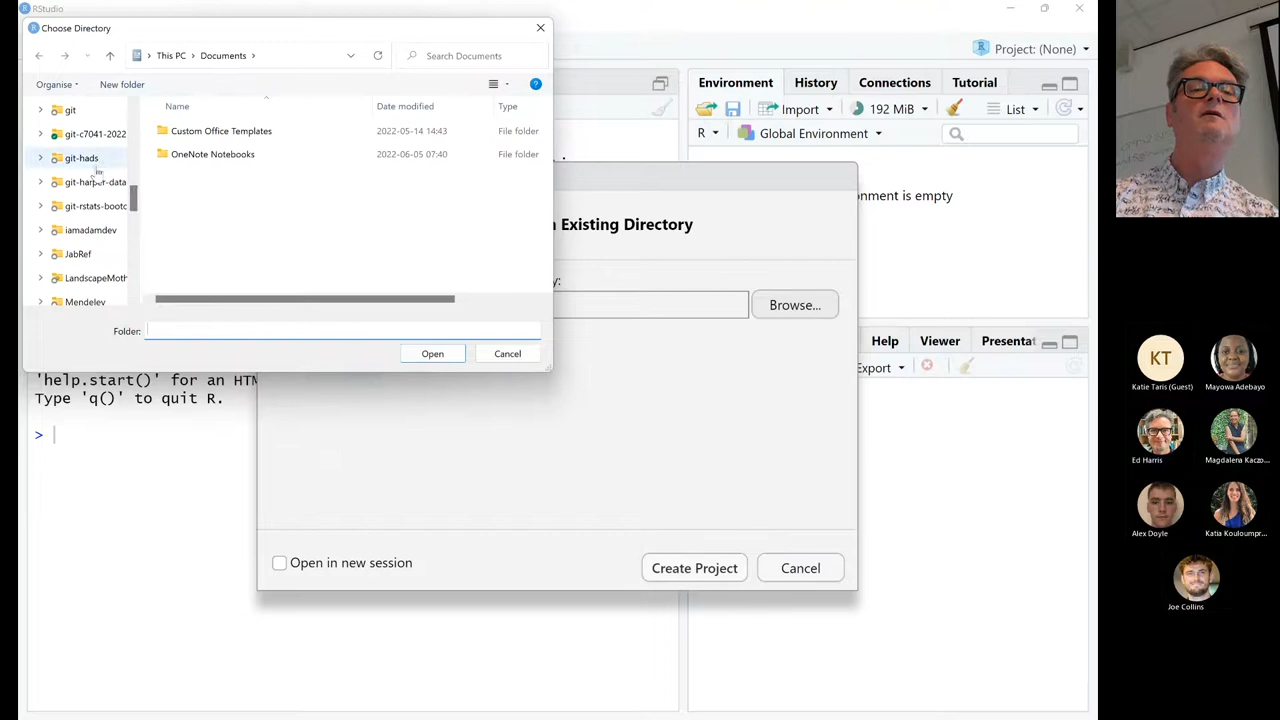 RStudio
Choose Directory
This PC
Documents
Search Documents
Organise
New folder
Name
Date modified
Type
git
git-c7041-2022
git-hads
git-harper-data
git-rstats-bootc
iamadamdev
JabRef
LandscapeMoth
Mendeley
Custom Office Templates
2022-05-14 14:43
File folder
OneNote Notebooks
2022-06-05 07:40
File folder
Folder:
Open
Cancel
Project: (None)
Environment
History
Connections
Tutorial
Import
192 MiB
List
R
Global Environment
onment is empty
n Existing Directory
y:
Browse...
Open in new session
Create Project
Cancel
Help
Viewer
Presenta
Export
'help.start()' for an HTM
Type 'q()' to quit R.
>
KT
Katie Taris (Guest)
Mayowa Adebayo
Ed Harris
Magdalena Kaczo...
Alex Doyle
Katia Kouloumpr...
Joe Collins